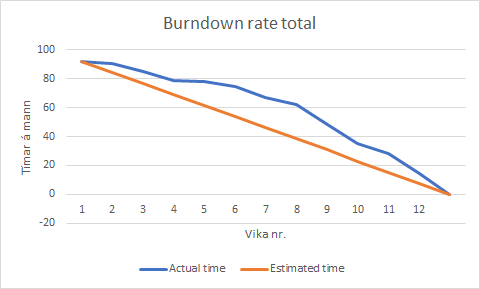 Burndown rate total
100
80
60
40
20
0
-20
Tímar á mann
1 2 3 4 5 6 7 8 9 10 11 12
Vika nr.
Actual time Estimated time